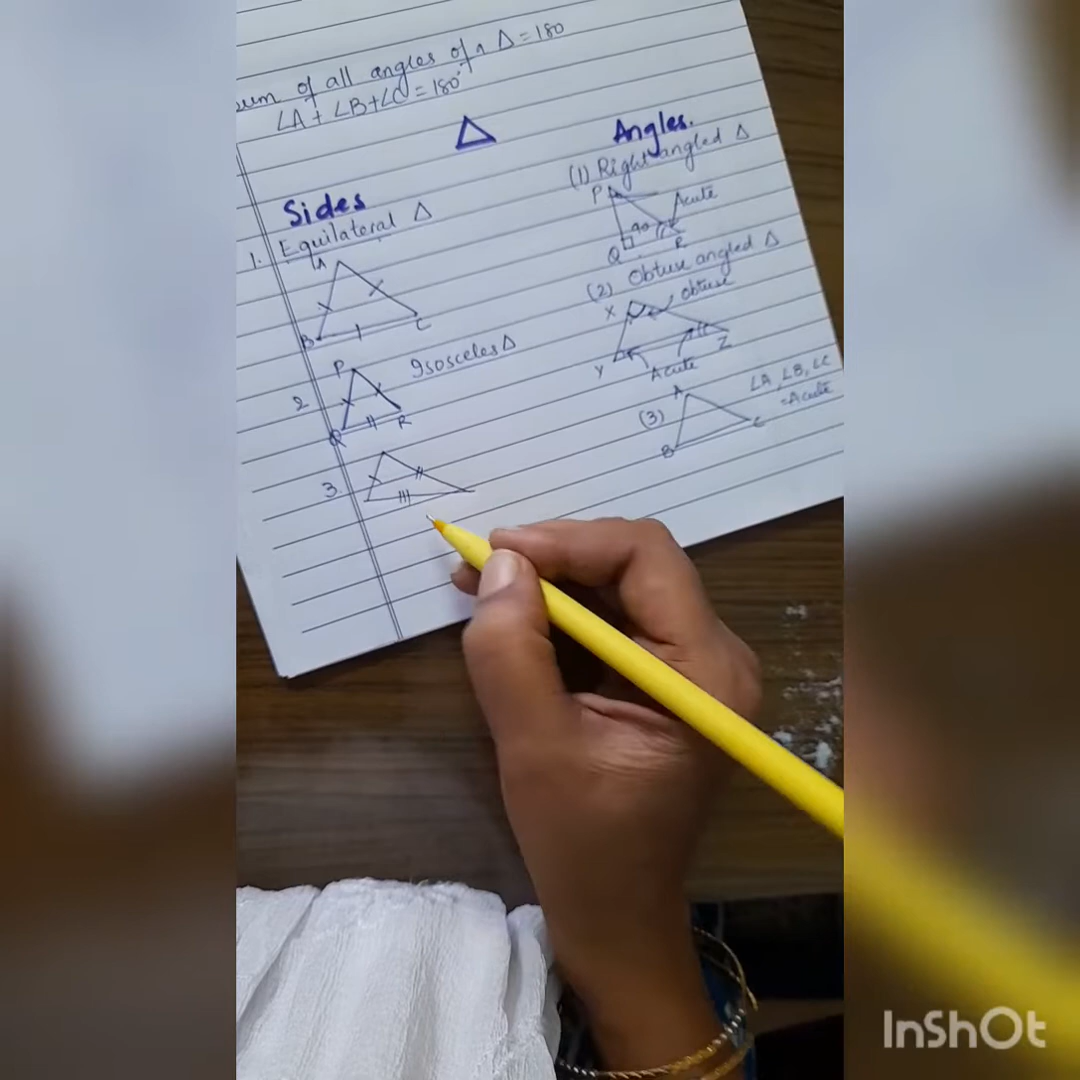 sum of all angles of a Δ = 180
∠A + ∠B + ∠C = 180°
Δ
Sides
1. Equilateral Δ
A
B
C
2
Isosceles Δ
P
Q
R
3.
Angles.
(1) Right angled Δ
P
Acute
90
Q
R
(2) Obtuse angled Δ
Obtuse
X
Y
Z
Acute
(3)
A
B
C
∠A, ∠B, ∠C
=Acute
InShOt